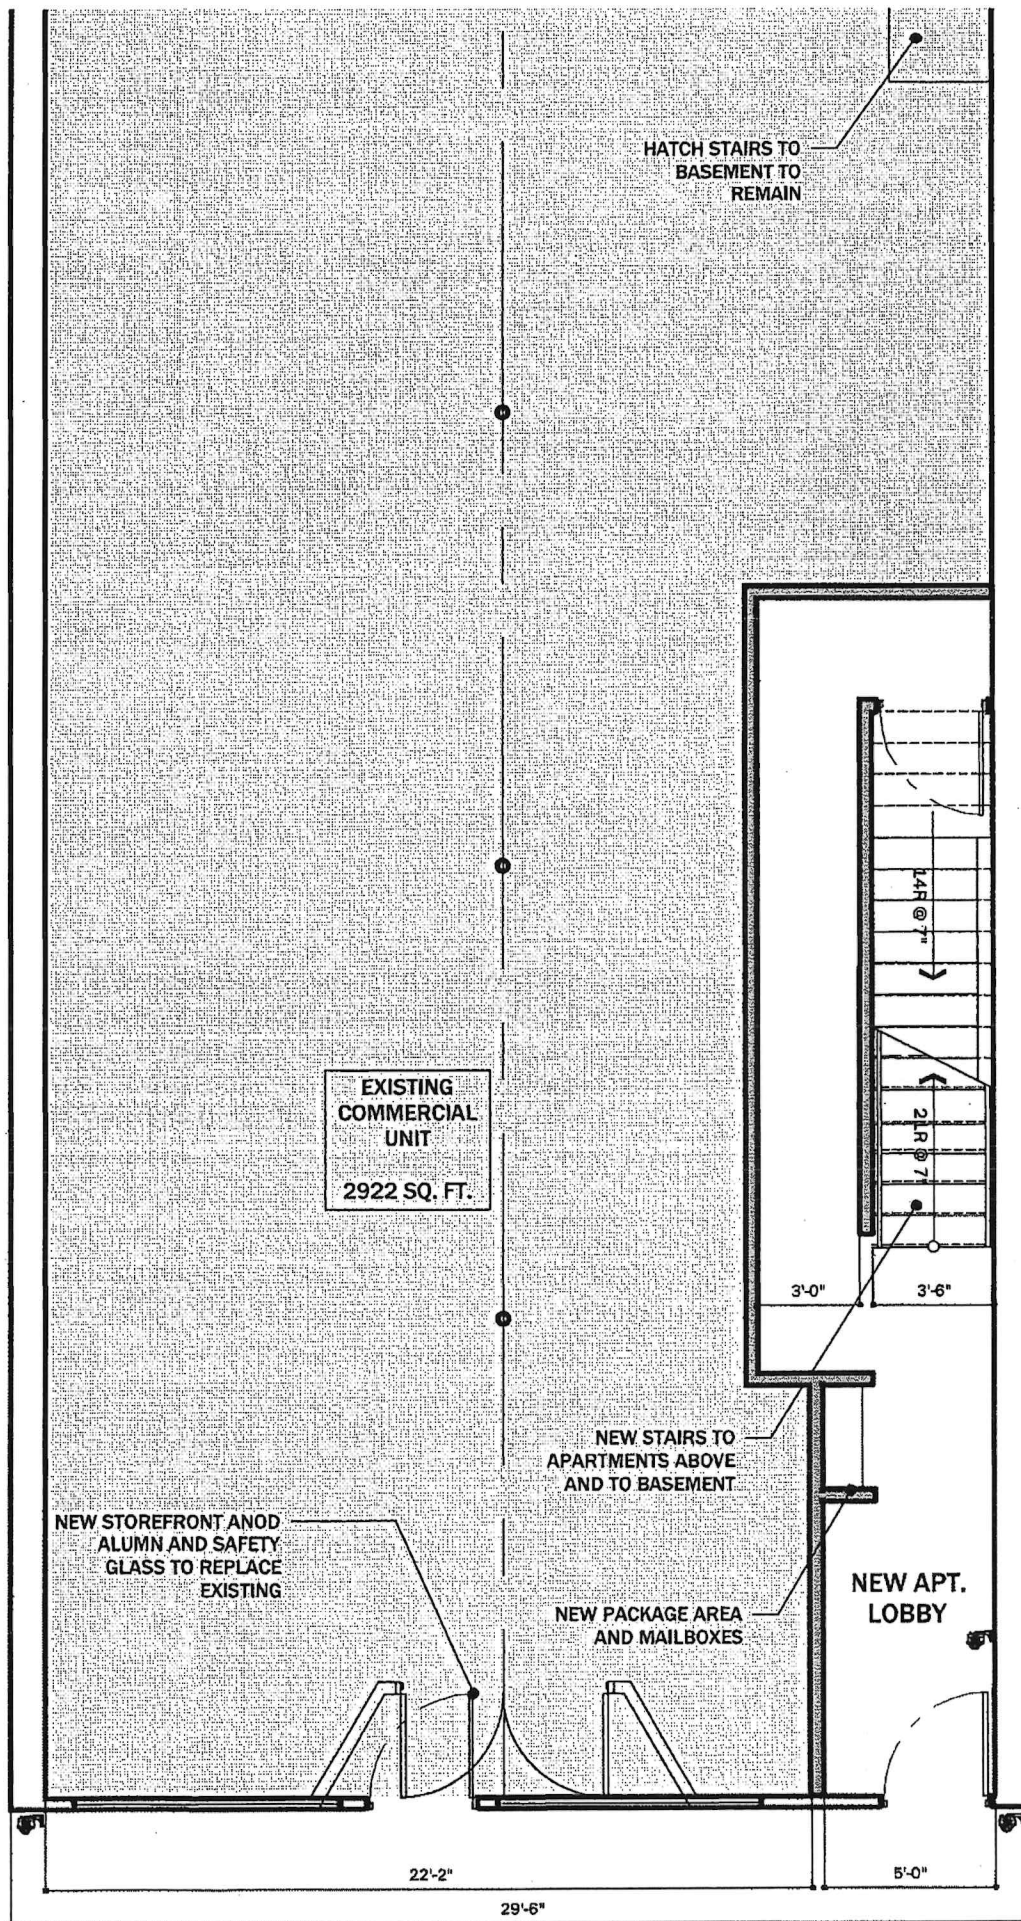 HATCH STAIRS TO
BASEMENT TO
REMAIN
14R @ 7"
EXISTING
COMMERCIAL
UNIT
2922 SQ. FT.
21R @ 7"
3'-0"
3'-6"
NEW STAIRS TO
APARTMENTS ABOVE
AND TO BASEMENT
NEW STOREFRONT ANOD
ALUMN AND SAFETY
GLASS TO REPLACE
EXISTING
NEW APT.
LOBBY
NEW PACKAGE AREA
AND MAILBOXES
22'-2"
5'-0"
29'-6"